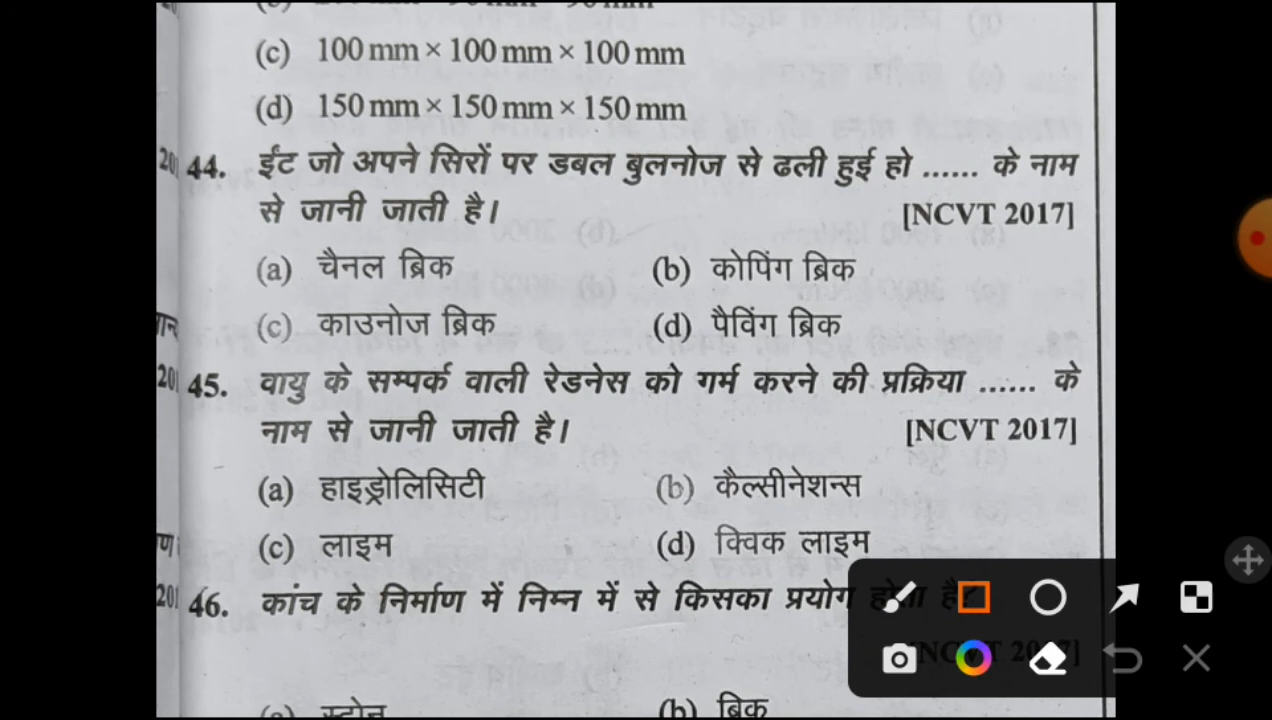 (c) 100 mm × 100 mm × 100 mm
(d) 150 mm × 150 mm × 150 mm
44. ईंट जो अपने सिरों पर डबल बुलनोज से ढली हुई हो ...... के नाम
से जानी जाती है। [NCVT 2017]
(a) चैनल ब्रिक (b) कोपिंग ब्रिक
(c) काउनोज ब्रिक (d) पैविंग ब्रिक
45. वायु के सम्पर्क वाली रेडनेस को गर्म करने की प्रक्रिया ...... के
नाम से जानी जाती है। [NCVT 2017]
(a) हाइड्रोलिसिटी (b) कैल्सीनेशन्स
(c) लाइम (d) क्विक लाइम
46. कांच के निर्माण में निम्न में से किसका प्रयोग होता है?
[NCVT 2017]
(a) स्टोन (b) ब्रिक